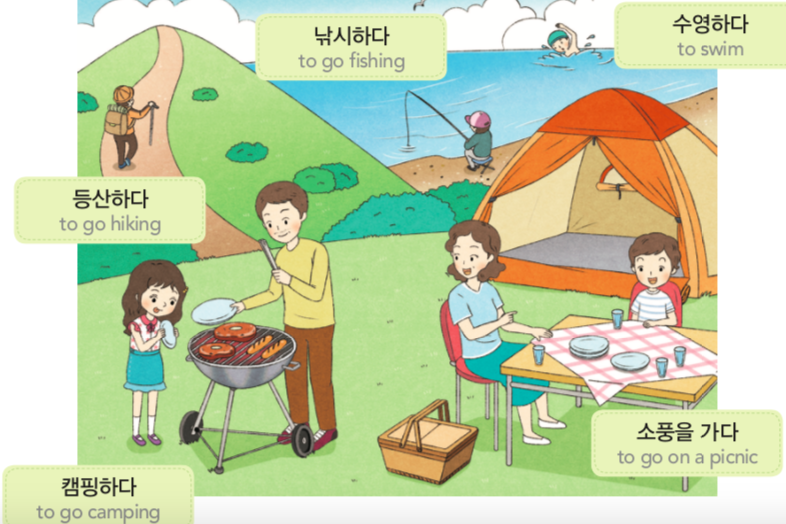 낚시하다
to go fishing
수영하다
to swim
등산하다
to go hiking
소풍을 가다
to go on a picnic
캠핑하다
to go camping